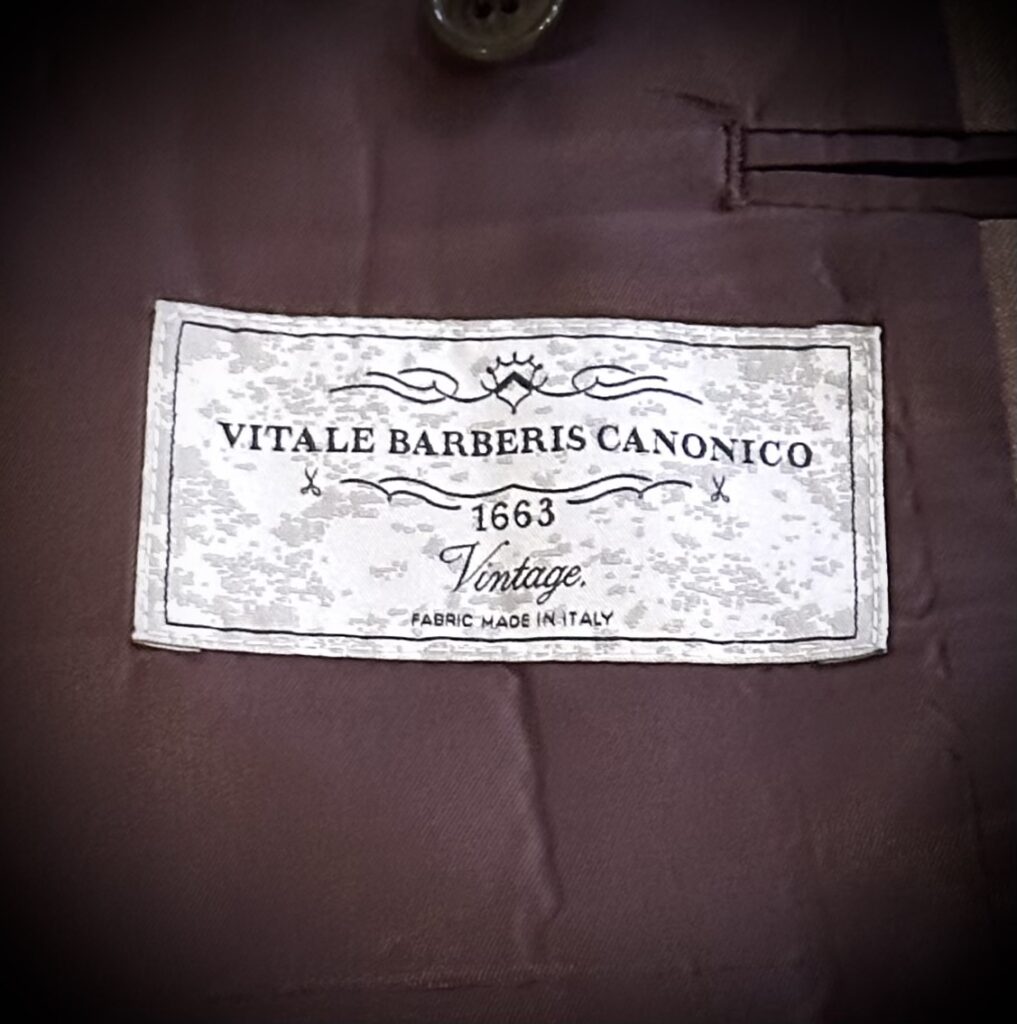 VITALE BARBERIS CANONICO
1663
Vintage.
FABRIC MADE IN ITALY